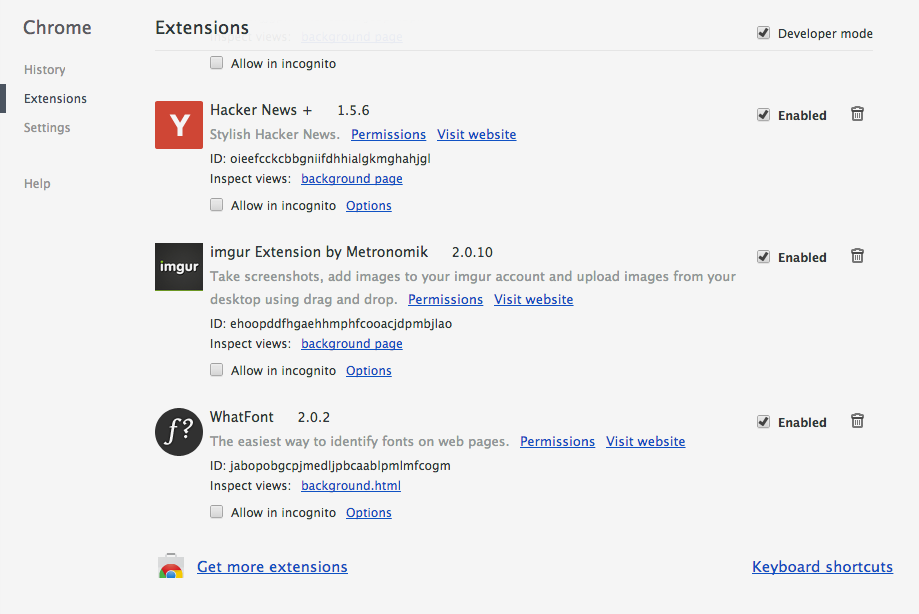 Chrome
History
Extensions
Settings
Help
Extensions
Developer mode
Inspect views background page
Allow in incognito
Y
Hacker News + 1.5.6
Enabled
Stylish Hacker News. Permissions Visit website
ID: oieefcckcbbgniifdhhialgkmghahjgl
Inspect views: background page
Allow in incognito Options
imgur
imgur Extension by Metronomik 2.0.10
Enabled
Take screenshots, add images to your imgur account and upload images from your
desktop using drag and drop. Permissions Visit website
ID: ehoopddfhgaehhmphfcooacjdpmbjlao
Inspect views: background page
Allow in incognito Options
f?
WhatFont 2.0.2
Enabled
The easiest way to identify fonts on web pages. Permissions Visit website
ID: jabopobgcpjmedljpbcaablpmlmfcogm
Inspect views: background.html
Allow in incognito Options
Get more extensions
Keyboard shortcuts